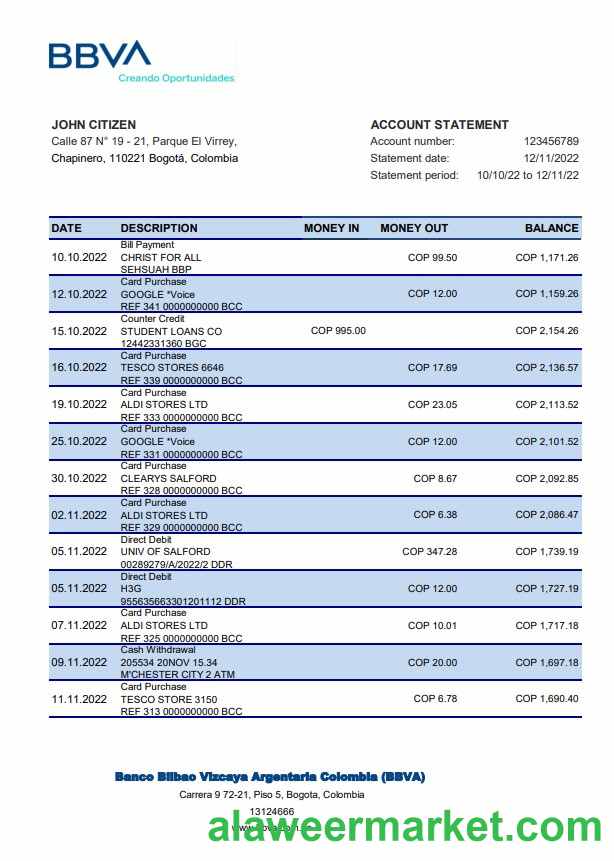 BBVA
Creando Oportunidades
JOHN CITIZEN
Calle 87 N° 19 - 21, Parque El Virrey,
Chapinero, 110221 Bogotá, Colombia
ACCOUNT STATEMENT
Account number: 123456789
Statement date: 12/11/2022
Statement period: 10/10/22 to 12/11/22
DATE DESCRIPTION MONEY IN MONEY OUT BALANCE
Bill Payment
10.10.2022 CHRIST FOR ALL COP 99.50 COP 1,171.26
SEHSUAH BBP
Card Purchase
12.10.2022 GOOGLE *Voice COP 12.00 COP 1,159.26
REF 341 0000000000 BCC
Counter Credit
15.10.2022 STUDENT LOANS CO COP 995.00 COP 2,154.26
12442331360 BGC
Card Purchase
16.10.2022 TESCO STORES 6646 COP 17.69 COP 2,136.57
REF 339 0000000000 BCC
Card Purchase
19.10.2022 ALDI STORES LTD COP 23.05 COP 2,113.52
REF 333 0000000000 BCC
Card Purchase
25.10.2022 GOOGLE *Voice COP 12.00 COP 2,101.52
REF 331 0000000000 BCC
Card Purchase
30.10.2022 CLEARYS SALFORD COP 8.67 COP 2,092.85
REF 328 0000000000 BCC
Card Purchase
02.11.2022 ALDI STORES LTD COP 6.38 COP 2,086.47
REF 329 0000000000 BCC
Direct Debit
05.11.2022 UNIV OF SALFORD COP 347.28 COP 1,739.19
00289279/A/2022/2 DDR
Direct Debit
05.11.2022 H3G COP 12.00 COP 1,727.19
955635663301201112 DDR
Card Purchase
07.11.2022 ALDI STORES LTD COP 10.01 COP 1,717.18
REF 325 0000000000 BCC
Cash Withdrawal
09.11.2022 205534 20NOV 15.34 COP 20.00 COP 1,697.18
M'CHESTER CITY 2 ATM
Card Purchase
11.11.2022 TESCO STORE 3150 COP 6.78 COP 1,690.40
REF 313 0000000000 BCC
Banco Bilbao Vizcaya Argentaria Colombia (BBVA)
Carrera 9 72-21, Piso 5, Bogota, Colombia
13124666
alaweermarket.com